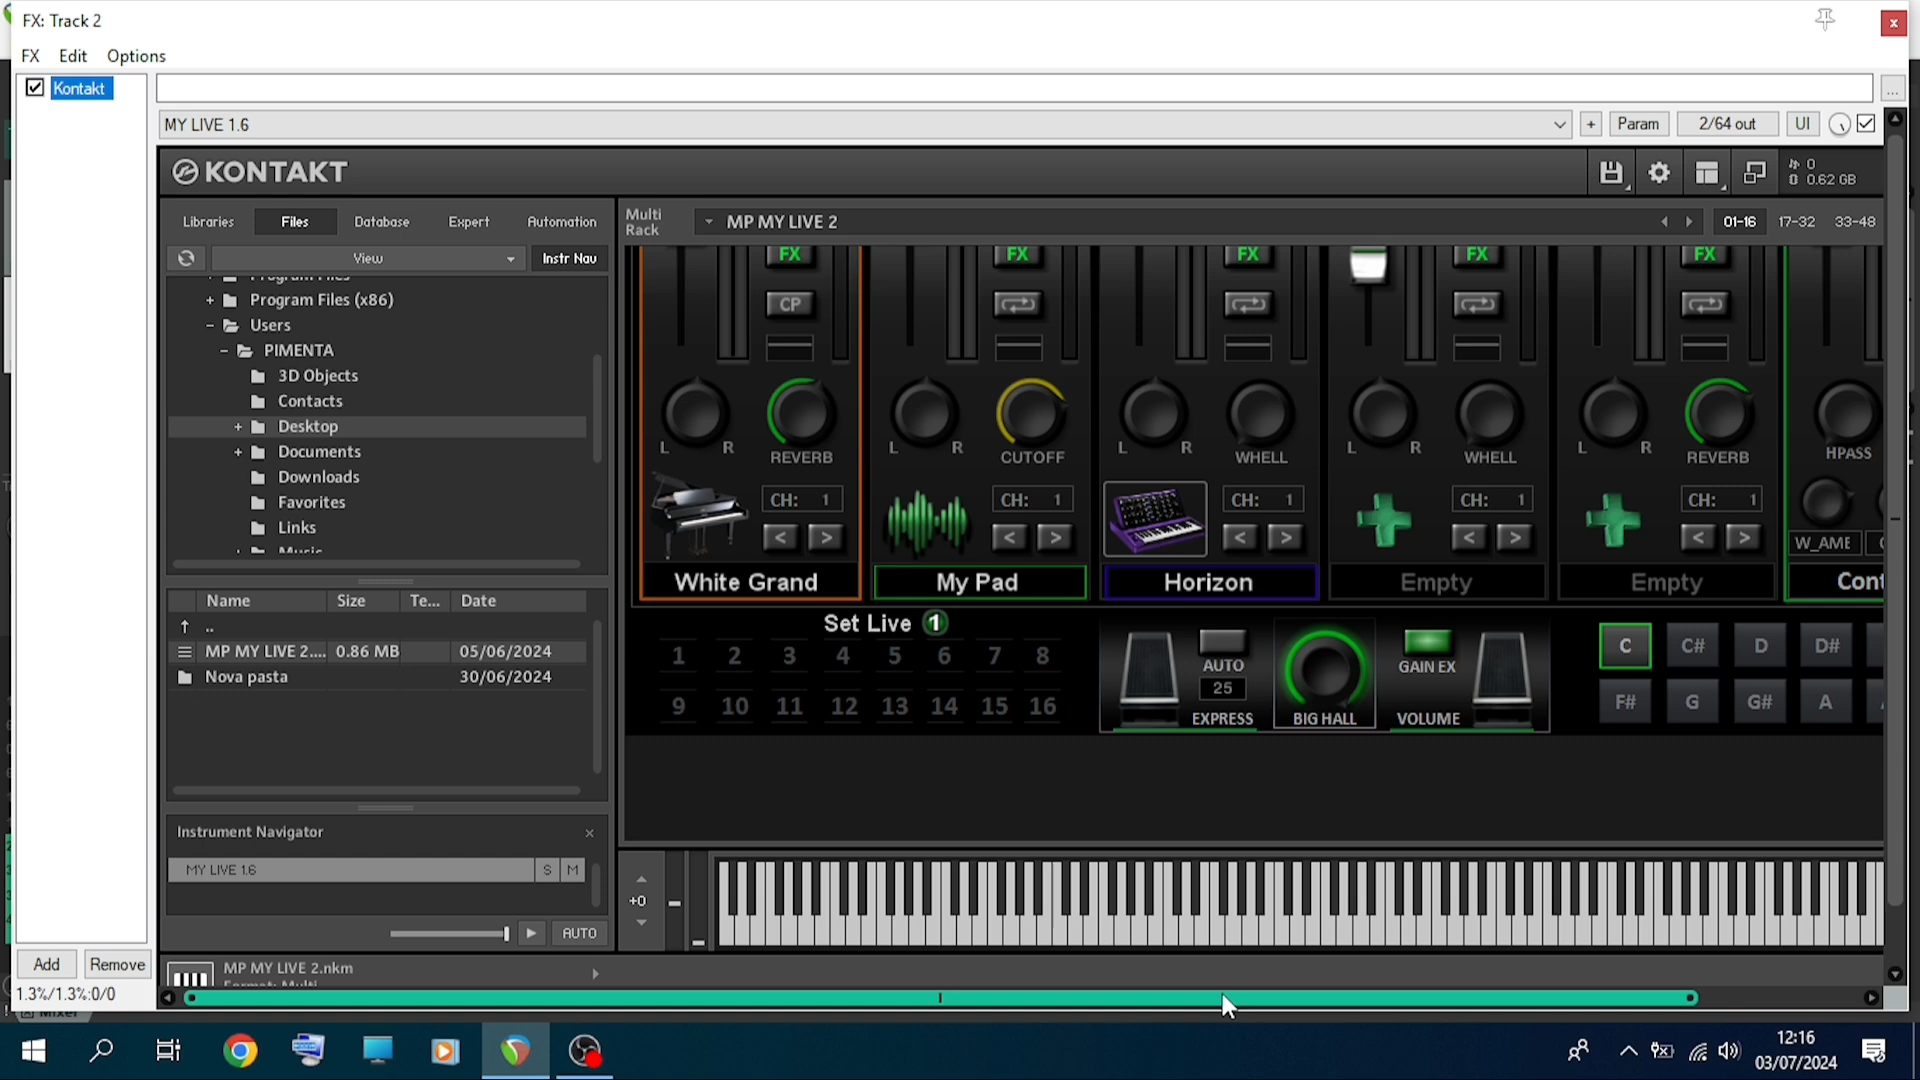 FX: Track 2
x
FX Edit Options
Kontakt
...
MY LIVE 1.6
+ Param 2/64 out UI
KONTAKT
0
0.62 GB
Libraries Files Database Expert Automation
Multi
Rack
MP MY LIVE 2
01-16 17-32 33-48
View
Instr Nav
Program Files
+ Program Files (x86)
- Users
- PIMENTA
3D Objects
Contacts
+ Desktop
+ Documents
Downloads
Favorites
Links
Music
FX FX FX FX FX
CP
L R REVERB
L R CUTOFF
L R WHELL
L R WHELL
L R REVERB
HPASS
CH: 1 CH: 1 CH: 1 CH: 1 CH: 1
< > < > < > < > < >
W_AME
White Grand My Pad Horizon Empty Empty Cont
Name Size Te... Date
..
MP MY LIVE 2.... 0.86 MB 05/06/2024
Nova pasta 30/06/2024
Set Live 1
1 2 3 4 5 6 7 8
9 10 11 12 13 14 15 16
AUTO
25
EXPRESS
BIG HALL
GAIN EX
VOLUME
C C# D D#
F# G G# A
Instrument Navigator x
MY LIVE 1.6 S M
+0
AUTO
MP MY LIVE 2.nkm
Format: Multi
Add Remove
1.3%/1.3%:0/0
Mixer
12:16
03/07/2024